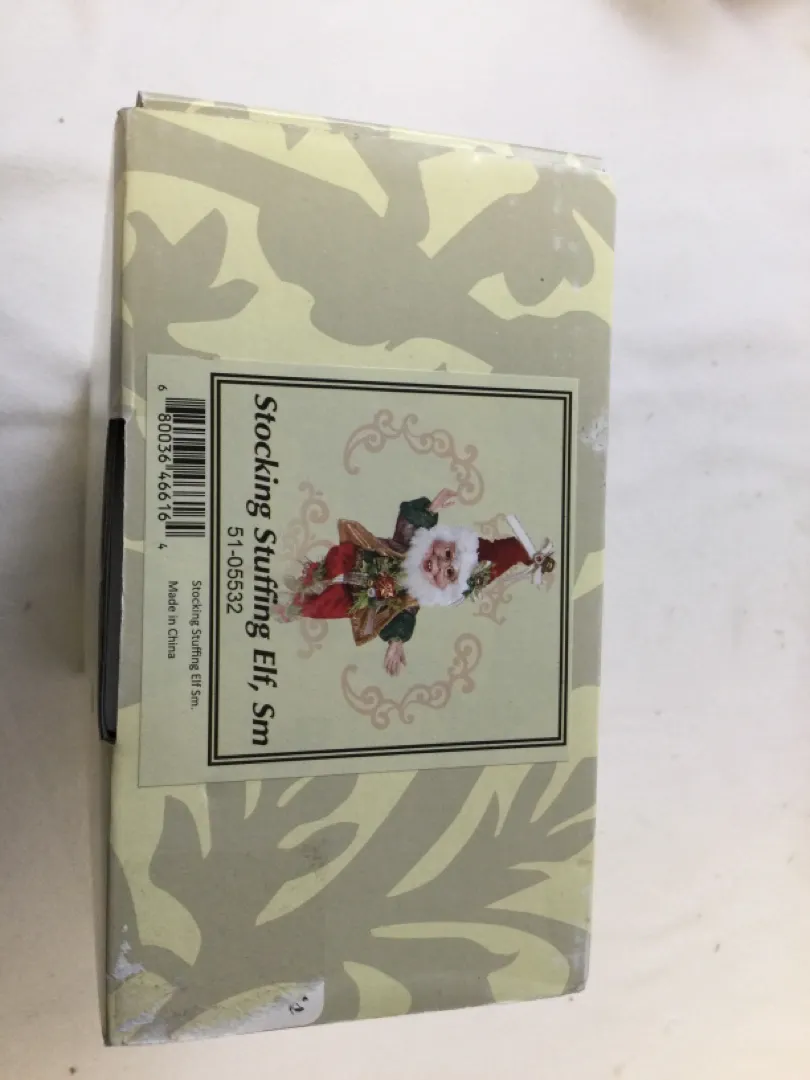 Stocking Stuffing Elf, Sm
51-05532
Stocking Stuffing Elf Sm.
Made in China
6 80036 46616 4